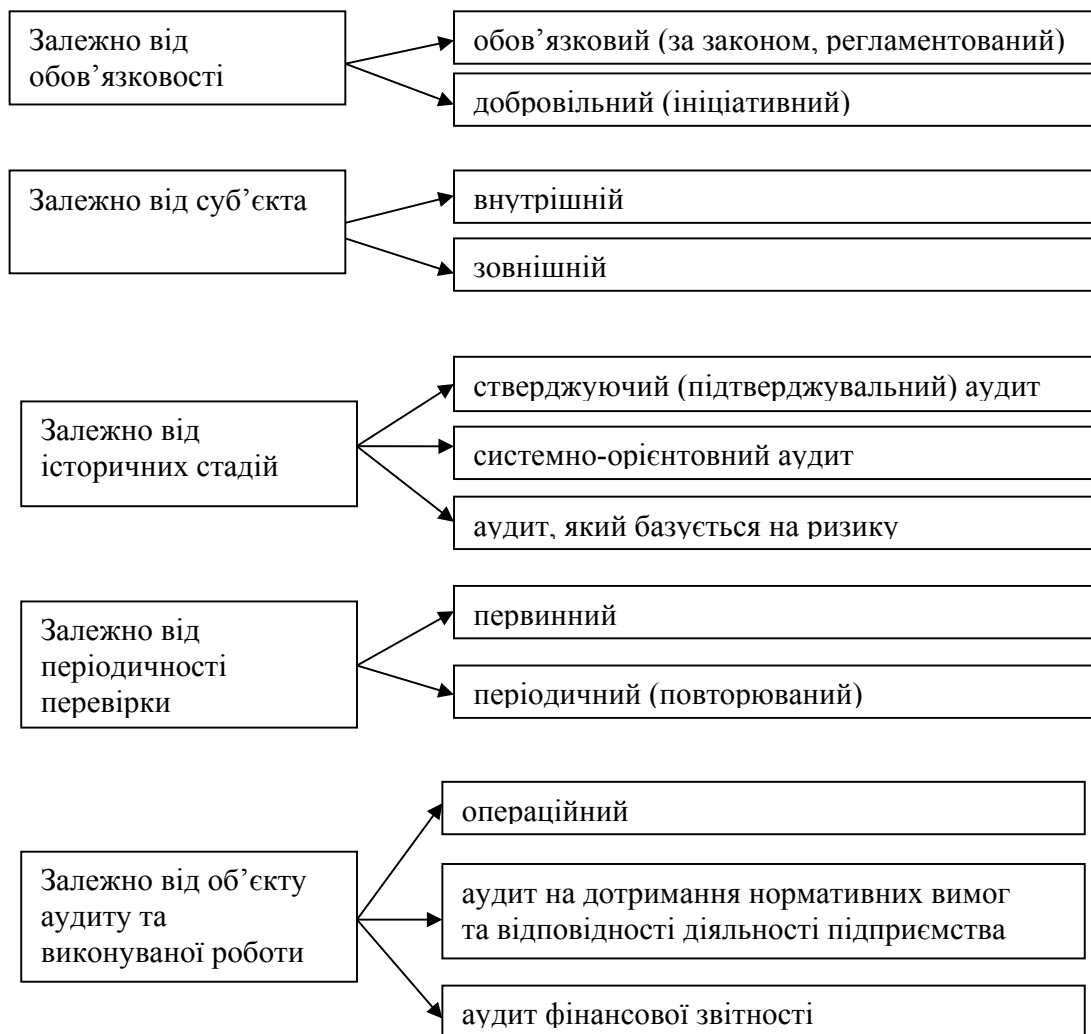 Залежно від
обов’язковості
обов’язковий (за законом, регламентований)
добровільний (ініціативний)
Залежно від суб’єкта
внутрішній
зовнішній
Залежно від
історичних стадій
стверджуючий (підтверджувальний) аудит
системно-орієнтовний аудит
аудит, який базується на ризику
Залежно від
періодичності
перевірки
первинний
періодичний (повторюваний)
Залежно від об’єкту
аудиту та
виконуваної роботи
операційний
аудит на дотримання нормативних вимог
та відповідності діяльності підприємства
аудит фінансової звітності